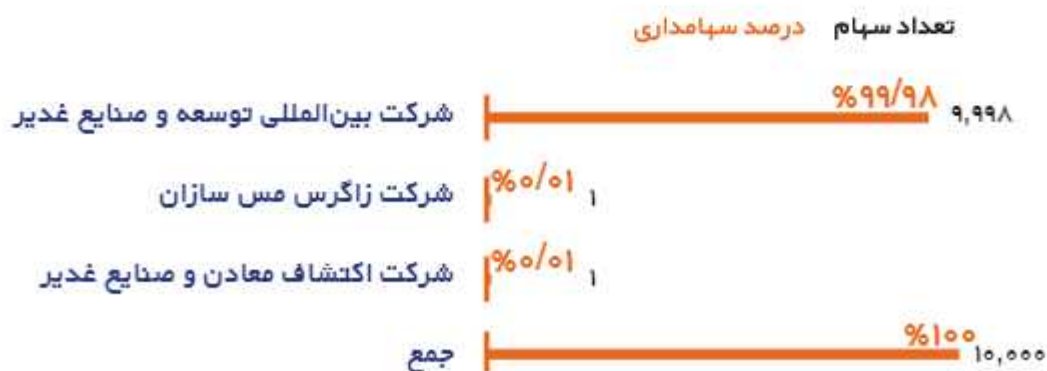 تعداد سهام درصد سهامداری
شرکت بین‌المللی توسعه و صنایع غدیر %۹۹/۹۸ ۹,۹۹۸
شرکت زاگرس مس سازان %۰/۰۱ ۱
شرکت اکتشاف معادن و صنایع غدیر %۰/۰۱ ۱
جمع %۱۰۰ ۱۰,۰۰۰